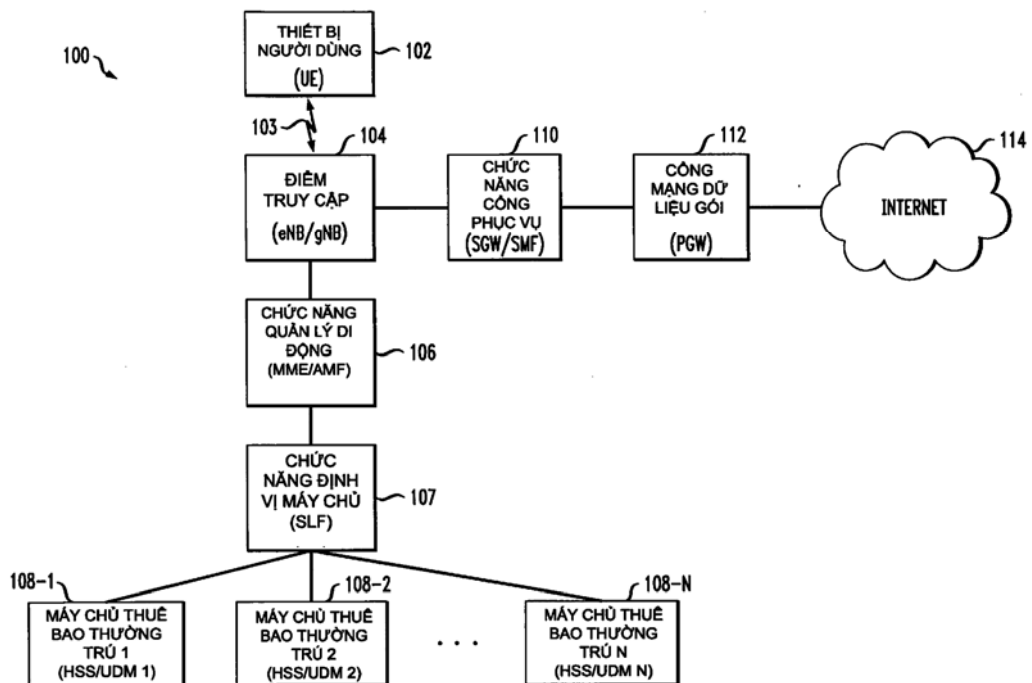 100
THIẾT BỊ
NGƯỜI DÙNG
(UE)
102
103
104
ĐIỂM
TRUY CẬP
(eNB/gNB)
110
CHỨC
NĂNG
CỔNG
PHỤC VỤ
(SGW/SMF)
112
CỔNG
MẠNG DỮ
LIỆU GÓI
(PGW)
114
INTERNET
CHỨC NĂNG
QUẢN LÝ DI
ĐỘNG
(MME/AMF)
106
CHỨC
NĂNG ĐỊNH
VỊ MÁY CHỦ
(SLF)
107
108-1
MÁY CHỦ THUÊ
BAO THƯỜNG
TRÚ 1
(HSS/UDM 1)
108-2
MÁY CHỦ THUÊ
BAO THƯỜNG
TRÚ 2
(HSS/UDM 2)
. . .
108-N
MÁY CHỦ THUÊ
BAO THƯỜNG
TRÚ N
(HSS/UDM N)